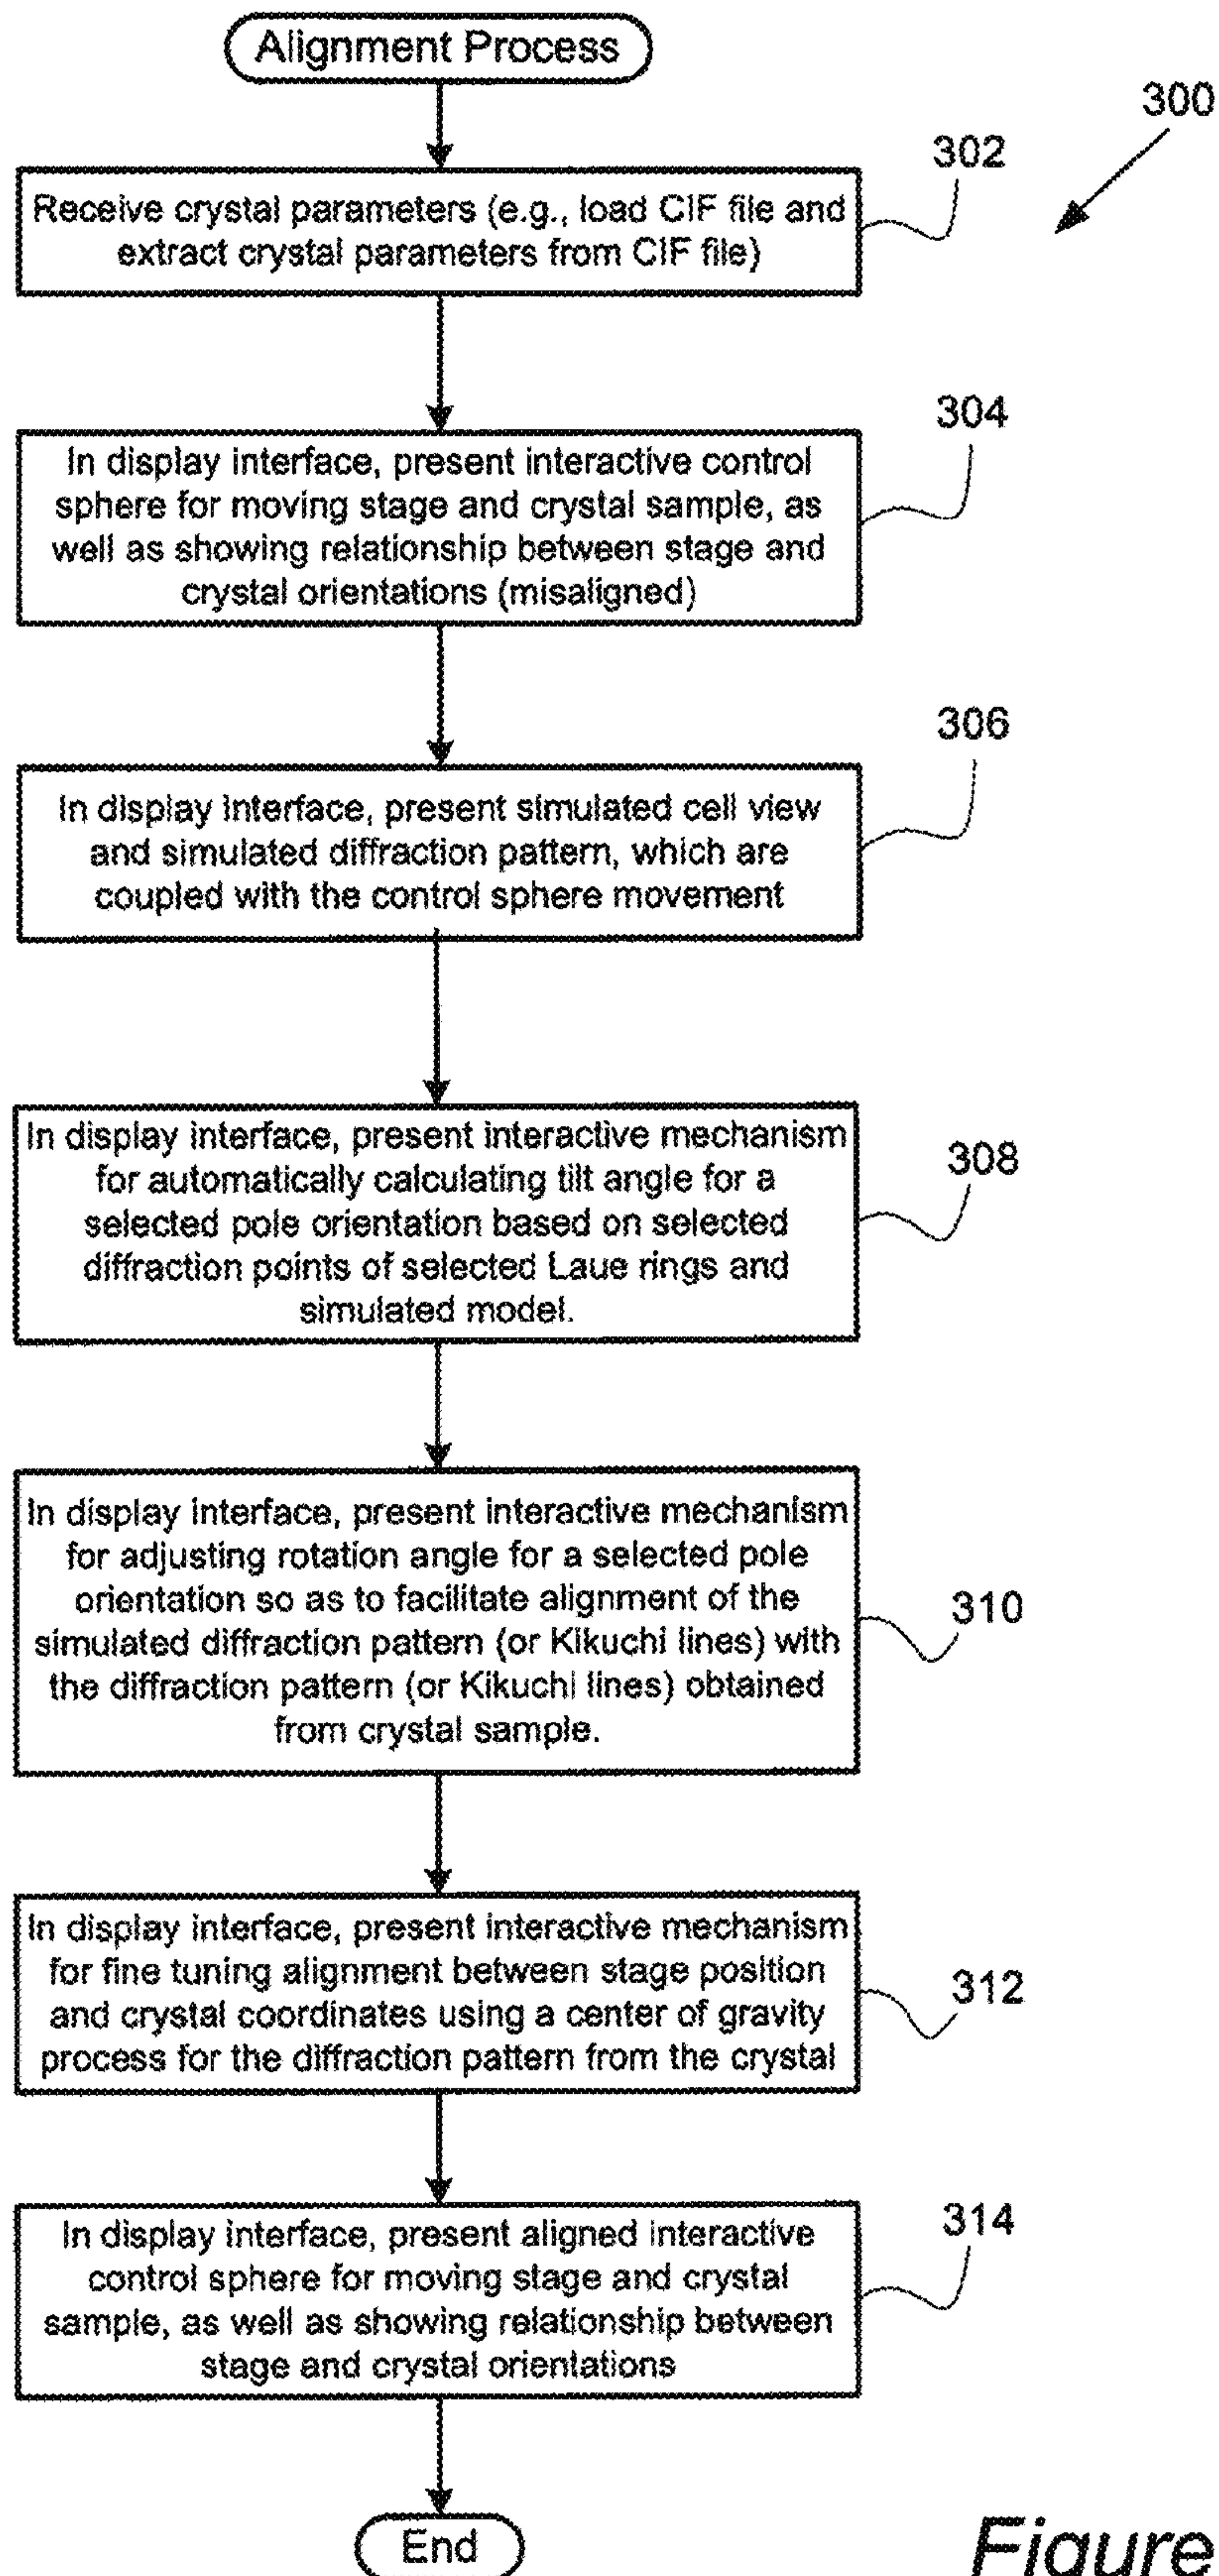 Alignment Process
300
302
Receive crystal parameters (e.g., load CIF file and
extract crystal parameters from CIF file)
304
In display interface, present interactive control
sphere for moving stage and crystal sample, as
well as showing relationship between stage and
crystal orientations (misaligned)
306
In display interface, present simulated cell view
and simulated diffraction pattern, which are
coupled with the control sphere movement
308
In display interface, present interactive mechanism
for automatically calculating tilt angle for a
selected pole orientation based on selected
diffraction points of selected Laue rings and
simulated model.
310
In display interface, present interactive mechanism
for adjusting rotation angle for a selected pole
orientation so as to facilitate alignment of the
simulated diffraction pattern (or Kikuchi lines) with
the diffraction pattern (or Kikuchi lines) obtained
from crystal sample.
312
In display interface, present interactive mechanism
for fine tuning alignment between stage position
and crystal coordinates using a center of gravity
process for the diffraction pattern from the crystal
314
In display interface, present aligned interactive
control sphere for moving stage and crystal
sample, as well as showing relationship between
stage and crystal orientations
End
Figure